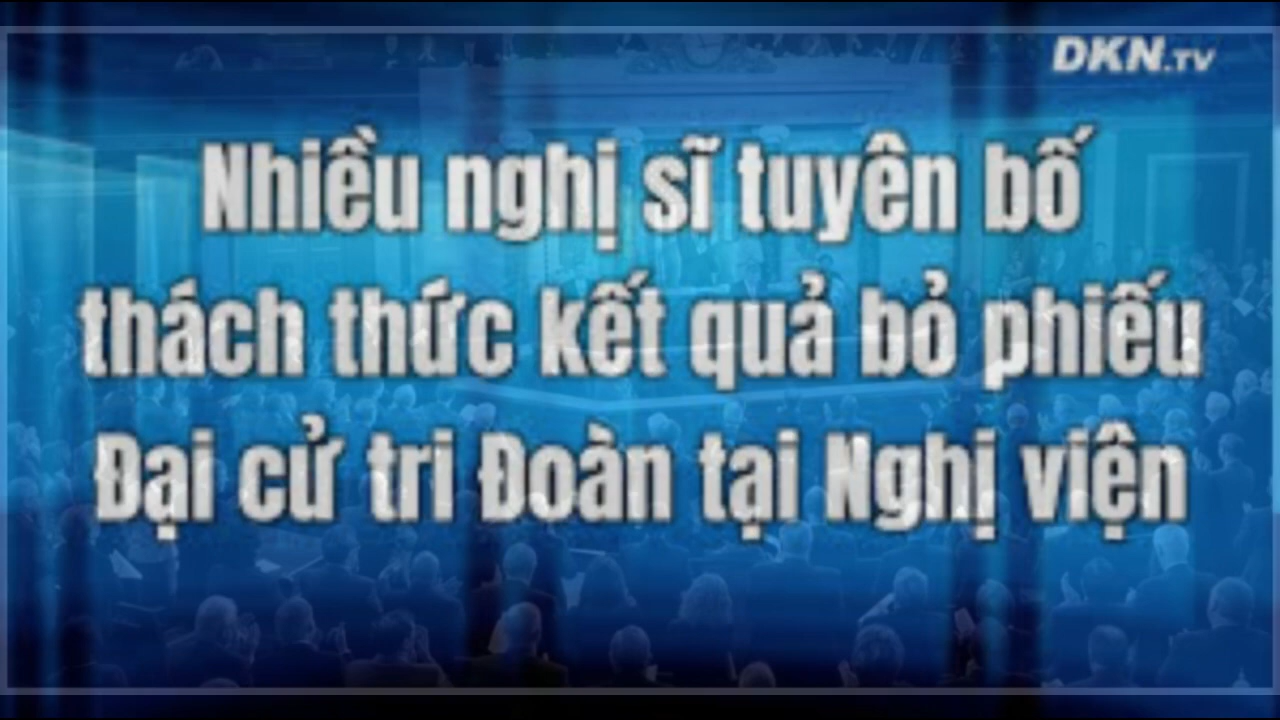 DKN.TV
Nhiều nghị sĩ tuyên bố
thách thức kết quả bỏ phiếu
Đại cử tri Đoàn tại Nghị viện